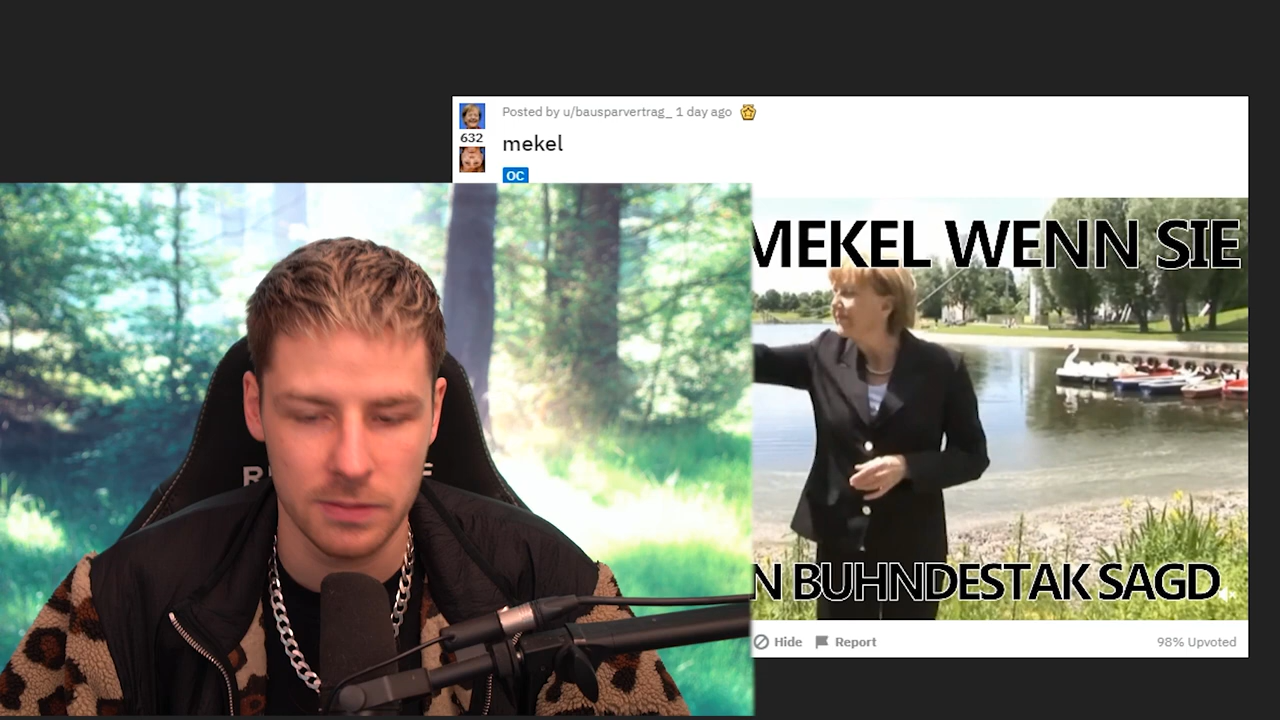 Posted by u/bausparvertrag_ 1 day ago
632
mekel
OC
MEKEL WENN SIE
N BUHNDESTAK SAGD
Hide Report 98% Upvoted